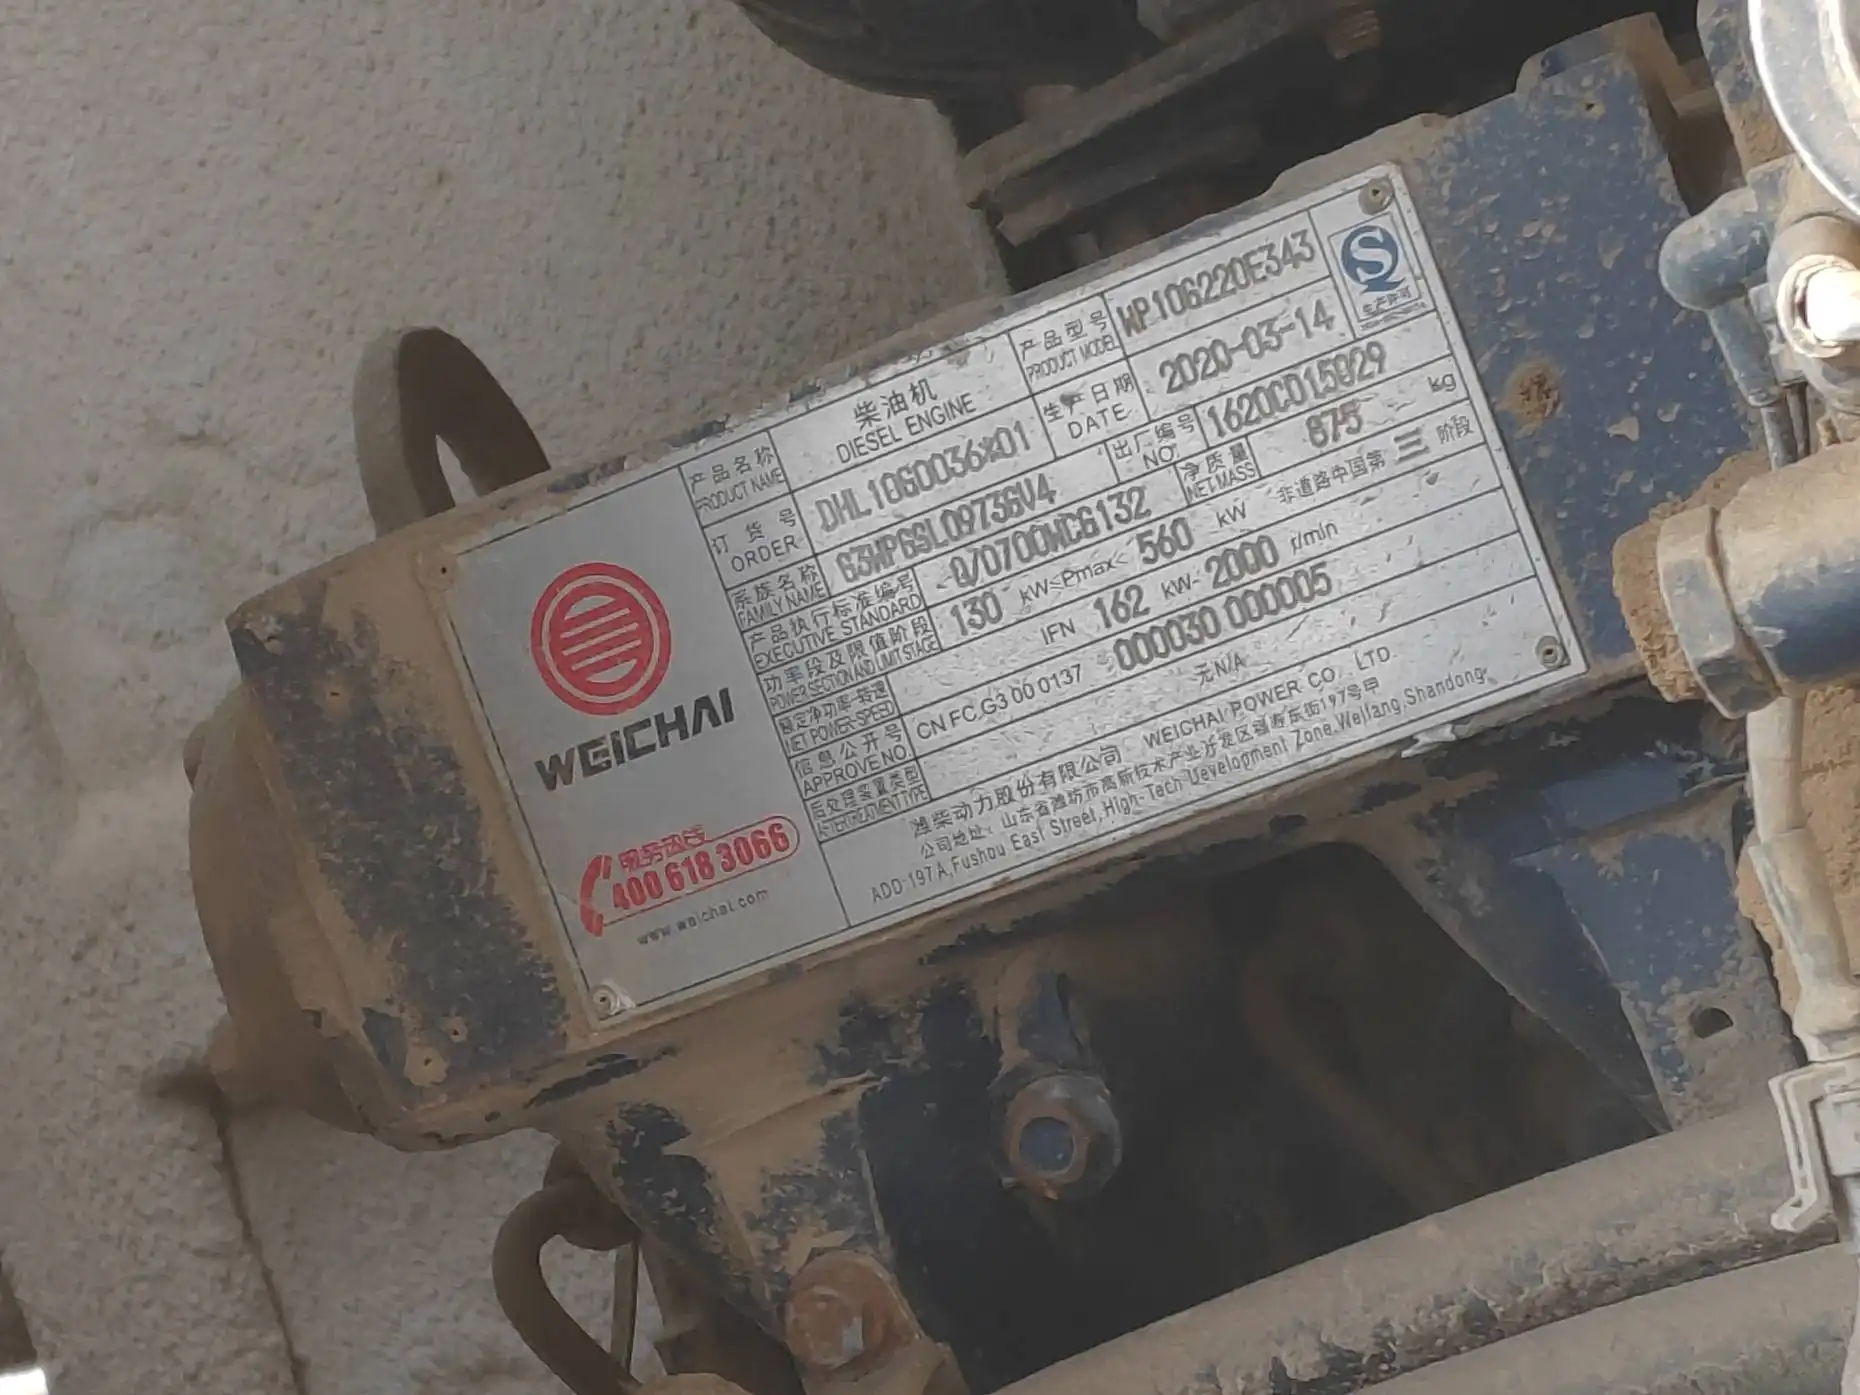 产品名称 柴油机 产品型号 WP10G220E343
PRODUCT NAME DIESEL ENGINE PRODUCT MODEL
订货号 DHL10G0036*01 生产日期 2020-03-14
ORDER DATE
生产许可
系族名称 G3WPGSL0973GV4 出厂编号 1620C015829
FAMILY NAME NO.
产品执行标准编号 Q/0700WCG132 净质量 875 kg
EXECUTIVE STANDARD NET MASS
功率段及限值阶段 130 kW≤Pmax≤ 560 kW 非道路中国第 三 阶段
POWER SECTION AND LIMIT STAGE
额定净功率·转速 IFN 162 kW- 2000 r/min
NET POWER-SPEED
信息公开号 CN FC G3 00 0137 000030 000005
APPROVE NO
后处理装置类型 无N/A
AFTERTREATMENT TYPE
潍柴动力股份有限公司 WEICHAI POWER CO., LTD.
公司地址: 山东省潍坊市高新技术产业开发区福寿东街197号甲
ADD·197A,Fushou East Street,High-Tech Development Zone,Weifang,Shandong.
WEICHAI
服务热线
400 618 3066
www.weichai.com